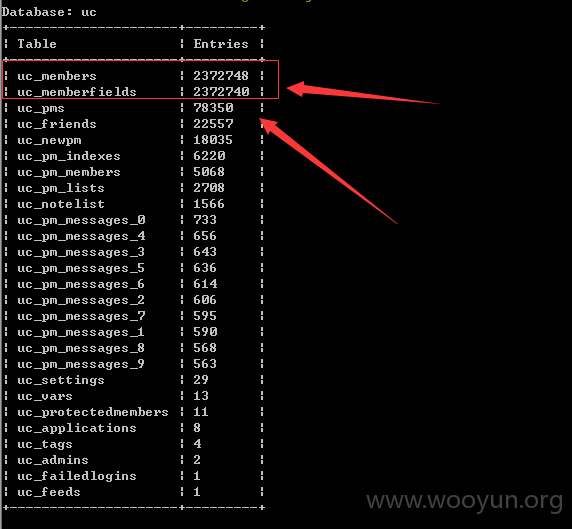 Database: uc
+----------------------+---------+
| Table | Entries |
+----------------------+---------+
| uc_members | 2372748 |
| uc_memberfields | 2372740 |
| uc_pms | 78350 |
| uc_friends | 22557 |
| uc_newpm | 18035 |
| uc_pm_indexes | 6220 |
| uc_pm_members | 5068 |
| uc_pm_lists | 2708 |
| uc_notelist | 1566 |
| uc_pm_messages_0 | 733 |
| uc_pm_messages_4 | 656 |
| uc_pm_messages_3 | 643 |
| uc_pm_messages_5 | 636 |
| uc_pm_messages_6 | 614 |
| uc_pm_messages_2 | 606 |
| uc_pm_messages_7 | 595 |
| uc_pm_messages_1 | 590 |
| uc_pm_messages_8 | 568 |
| uc_pm_messages_9 | 563 |
| uc_settings | 29 |
| uc_vars | 13 |
| uc_protectedmembers | 11 |
| uc_applications | 8 |
| uc_tags | 4 |
| uc_admins | 2 |
| uc_failedlogins | 1 |
| uc_feeds | 1 |
+----------------------+---------+
www.wooyun.org